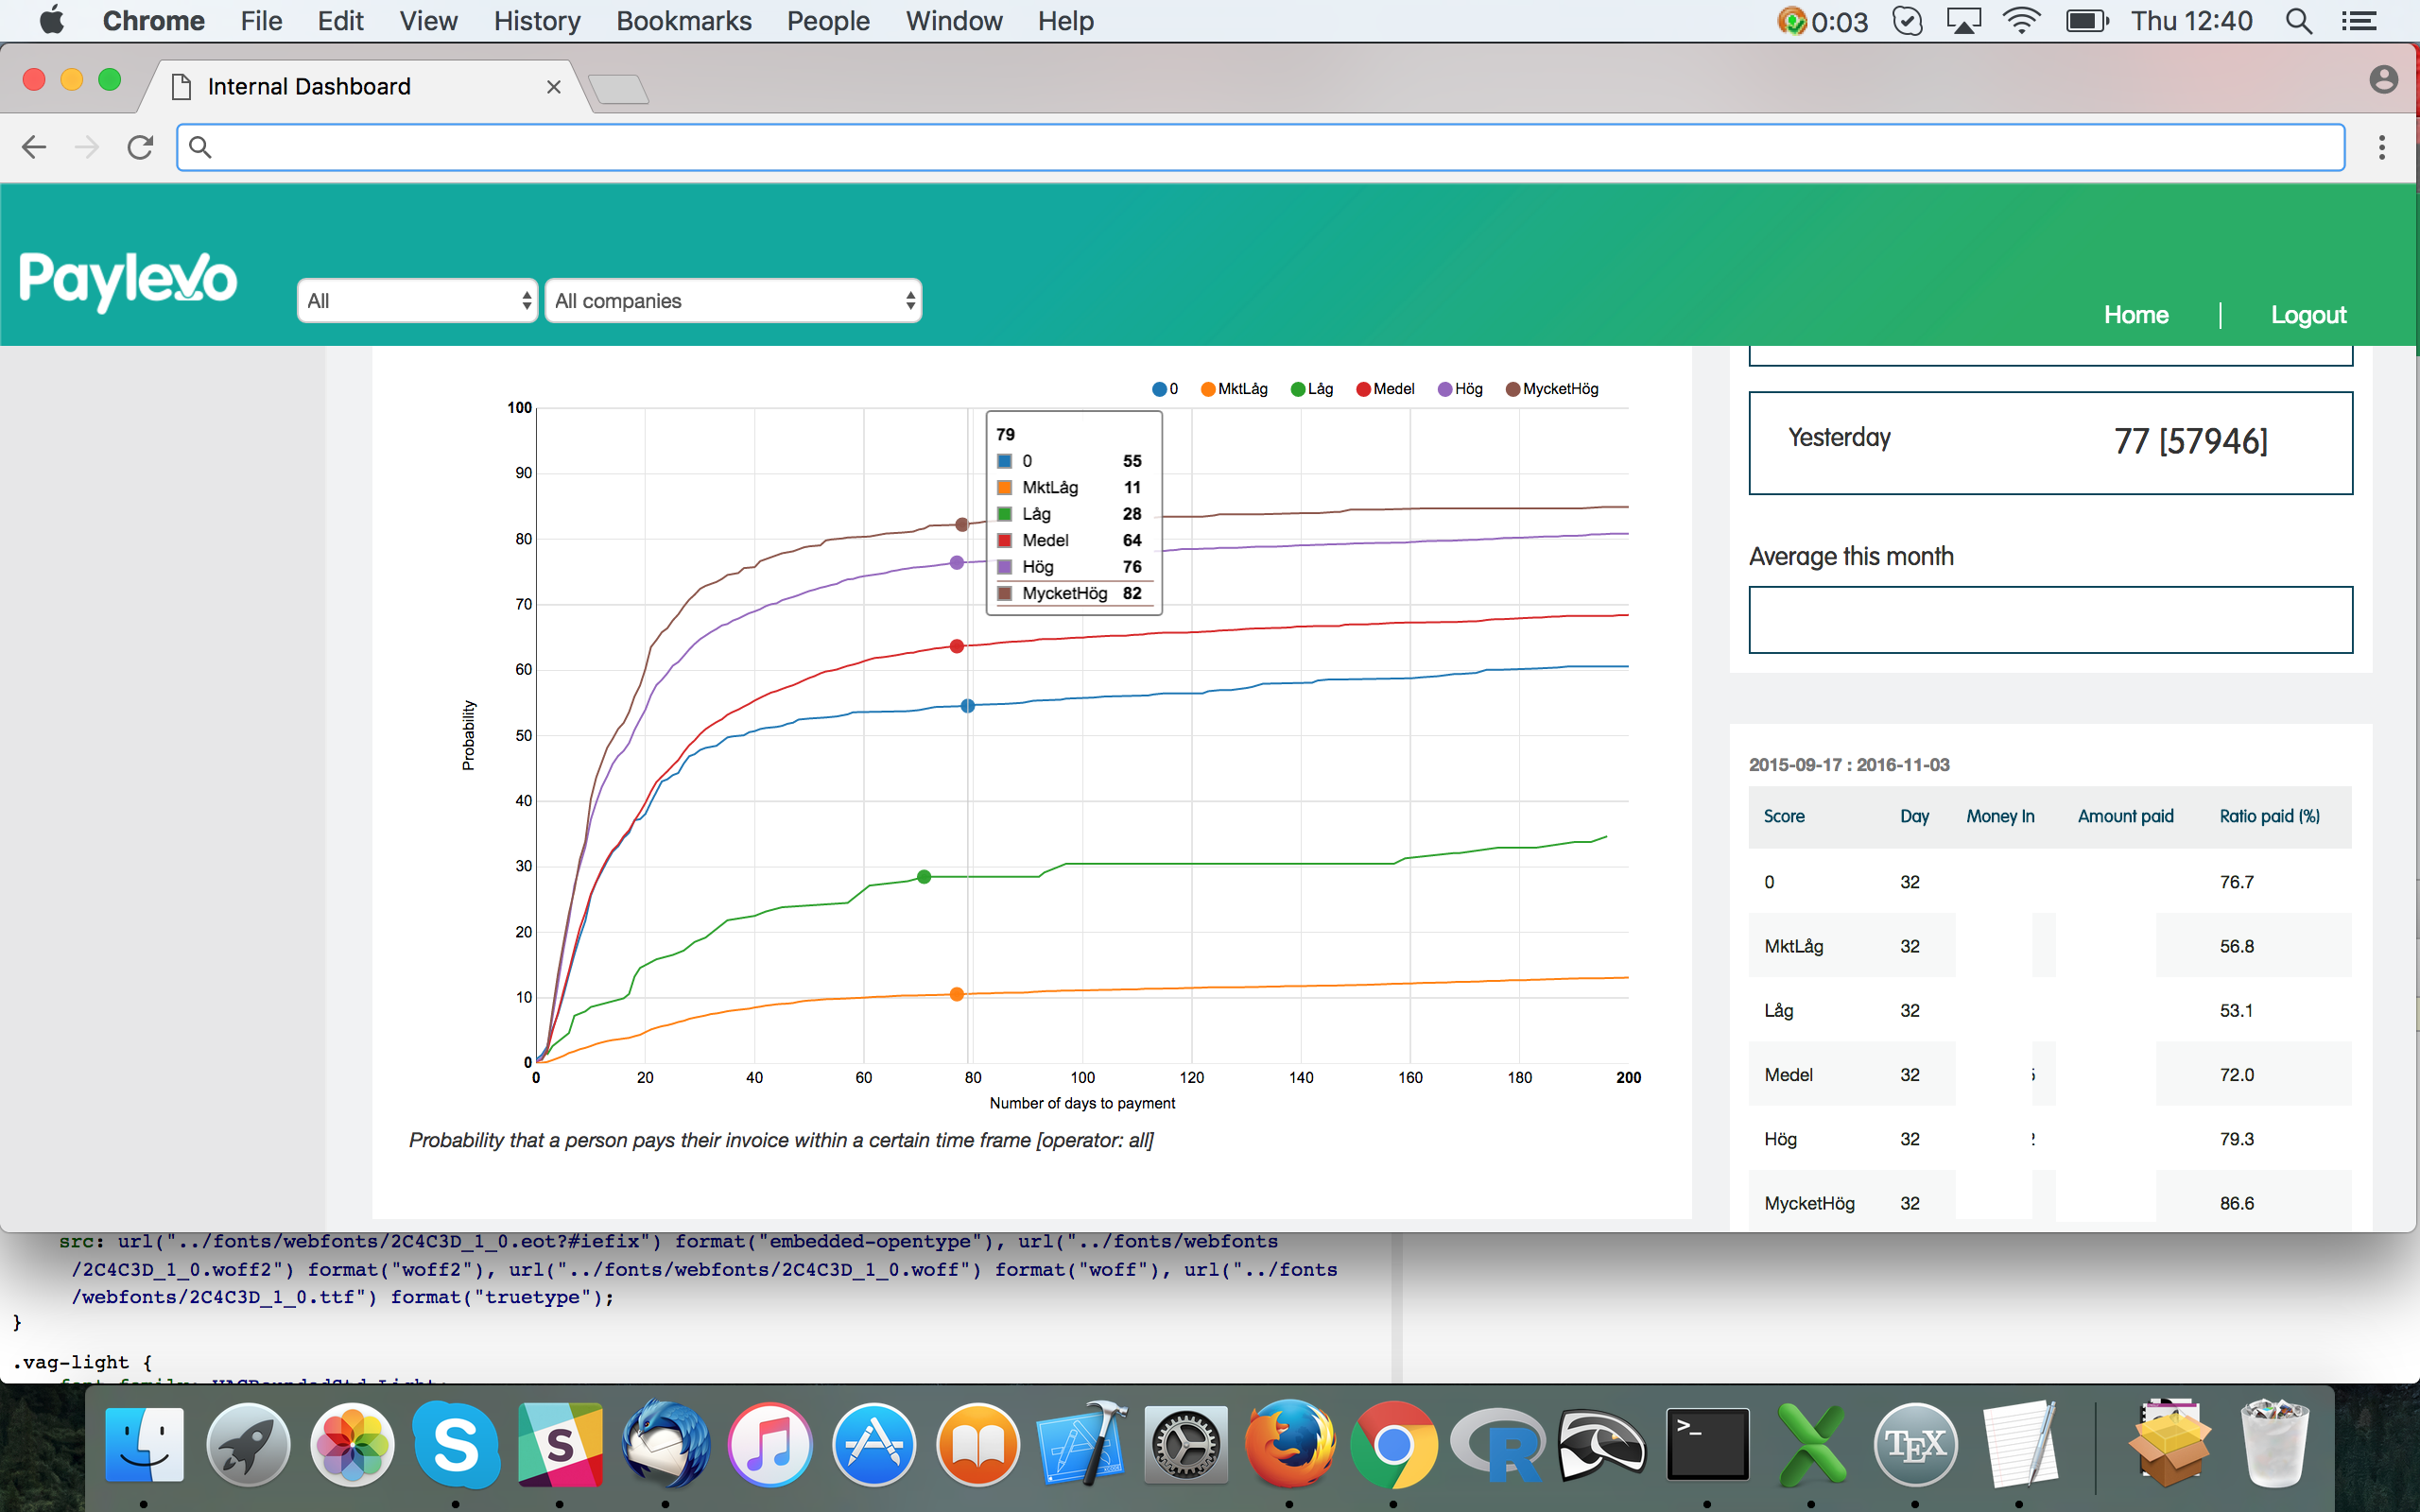 Chrome File Edit View History Bookmarks People Window Help 0:03 Thu 12:40
Internal Dashboard
Paylevo
All
All companies
Home | Logout
0 MktLåg Låg Medel Hög MycketHög
100
90
80
70
60
50
40
30
20
10
0
Probability
79
0 55
MktLåg 11
Låg 28
Medel 64
Hög 76
MycketHög 82
0 20 40 60 80 100 120 140 160 180 200
Number of days to payment
Probability that a person pays their invoice within a certain time frame [operator: all]
Yesterday 77 [57946]
Average this month
2015-09-17 : 2016-11-03
Score Day Money In Amount paid Ratio paid (%)
0 32 76.7
MktLåg 32 56.8
Låg 32 53.1
Medel 32 72.0
Hög 32 79.3
MycketHög 32 86.6
src: url("../fonts/webfonts/2C4C3D_1_0.eot?#iefix") format("embedded-opentype"), url("../fonts/webfonts
/2C4C3D_1_0.woff2") format("woff2"), url("../fonts/webfonts/2C4C3D_1_0.woff") format("woff"), url("../fonts
/webfonts/2C4C3D_1_0.ttf") format("truetype");
}
.vag-light {
S S R >_ TEX